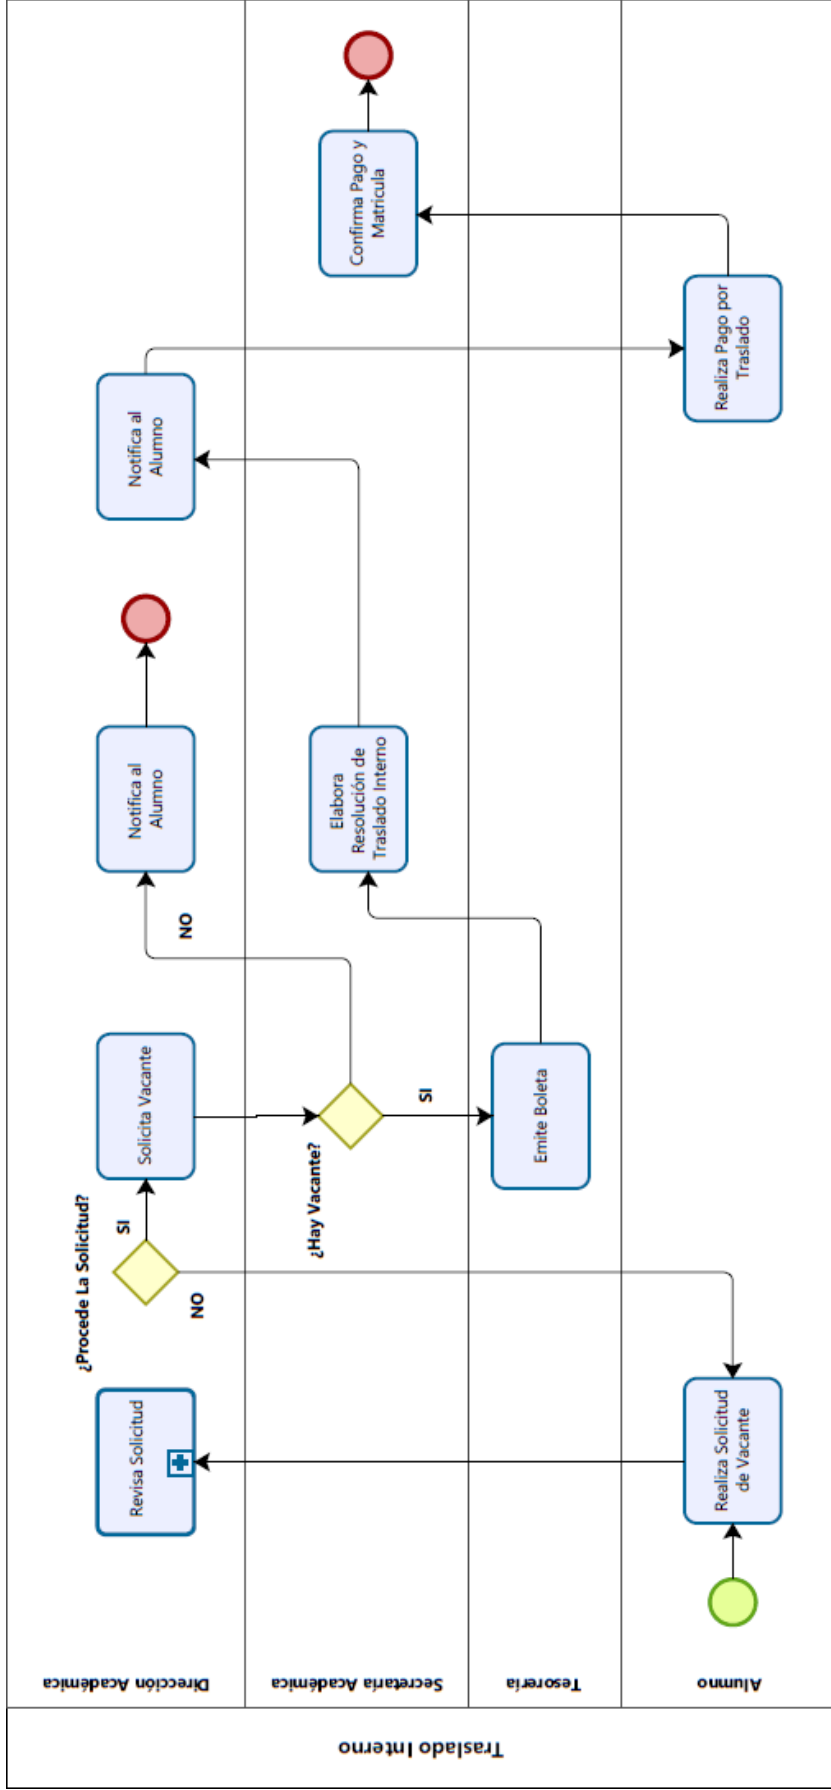 Traslado Interno
Dirección Académica
Revisa Solicitud
¿Procede La Solicitud?
SI
NO
Solicita Vacante
NO
Notifica al
Alumno
Notifica al
Alumno
Secretaría Académica
¿Hay Vacante?
SI
Elabora
Resolución de
Traslado Interno
Confirma Pago y
Matricula
Tesorería
Emite Boleta
Alumno
Realiza Solicitud
de Vacante
Realiza Pago por
Traslado